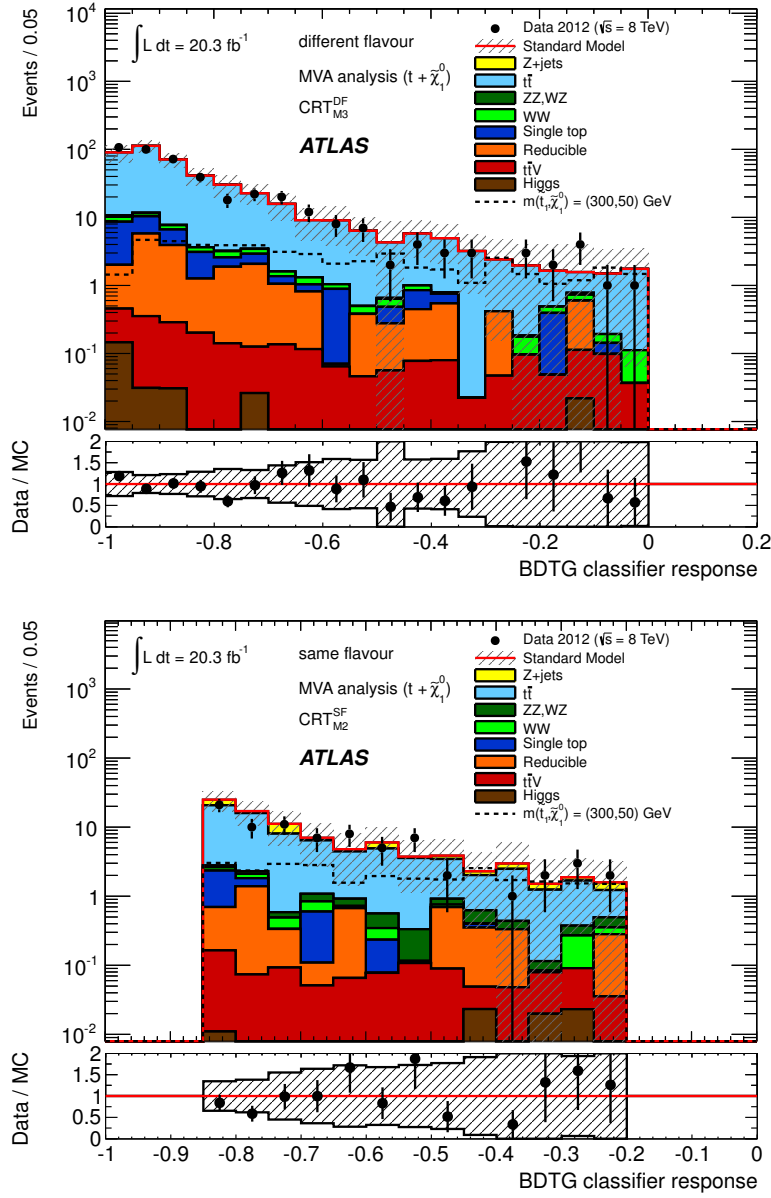 Events / 0.05
10⁴
10³
10²
10
1
10⁻¹
10⁻²
∫ L dt = 20.3 fb⁻¹
different flavour
MVA analysis (t + χ̃₁⁰)
CRT_M3^DF
ATLAS
Data 2012 (√s = 8 TeV)
Standard Model
Z+jets
tt̄
ZZ,WZ
WW
Single top
Reducible
tt̄V
Higgs
m(t̃₁,χ̃₁⁰) = (300,50) GeV
Data / MC
2
1.5
1
0.5
0
-1 -0.8 -0.6 -0.4 -0.2 0 0.2
BDTG classifier response
Events / 0.05
10³
10²
10
1
10⁻¹
10⁻²
∫ L dt = 20.3 fb⁻¹
same flavour
MVA analysis (t + χ̃₁⁰)
CRT_M2^SF
ATLAS
Data 2012 (√s = 8 TeV)
Standard Model
Z+jets
tt̄
ZZ,WZ
WW
Single top
Reducible
tt̄V
Higgs
m(t̃₁,χ̃₁⁰) = (300,50) GeV
Data / MC
2
1.5
1
0.5
0
-1 -0.9 -0.8 -0.7 -0.6 -0.5 -0.4 -0.3 -0.2 -0.1 0
BDTG classifier response